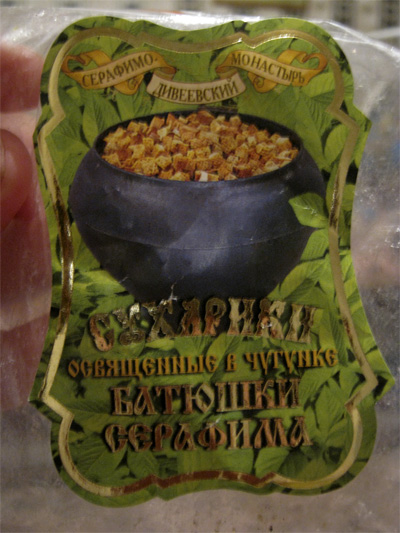 СЕРАФИМО-
ДИВЕЕВСКИЙ
МОНАСТЫРЬ
СУХАРИКИ
ОСВЯЩЕННЫЕ В ЧУГУНКЕ
БАТЮШКИ
СЕРАФИМА